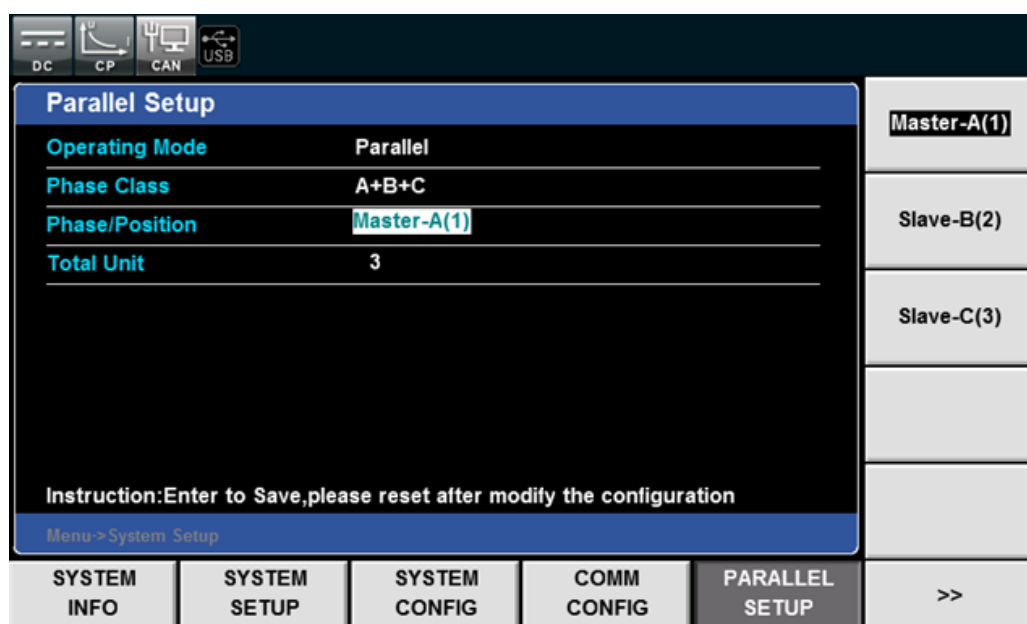 DC CP CAN USB
U I
Parallel Setup
Operating Mode Parallel
Phase Class A+B+C
Phase/Position Master-A(1)
Total Unit 3
Instruction:Enter to Save,please reset after modify the configuration
Menu->System Setup
Master-A(1)
Slave-B(2)
Slave-C(3)
SYSTEM INFO
SYSTEM SETUP
SYSTEM CONFIG
COMM CONFIG
PARALLEL SETUP
>>